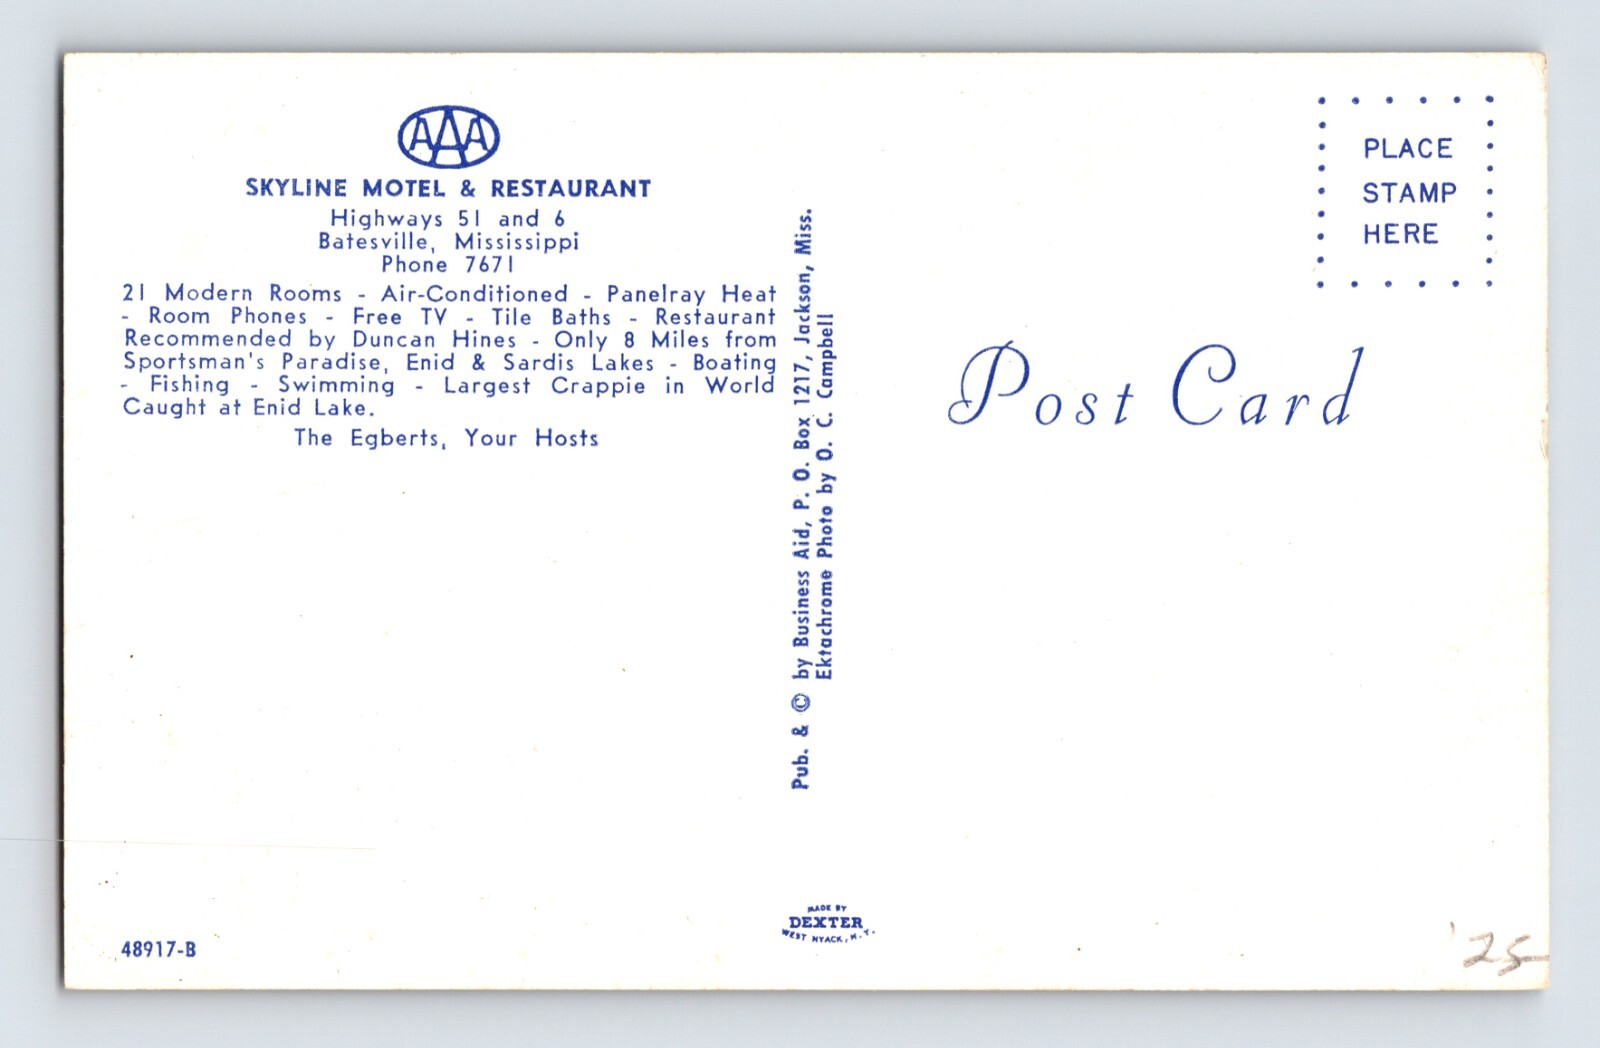 AAA
SKYLINE MOTEL & RESTAURANT
Highways 51 and 6
Batesville, Mississippi
Phone 7671
21 Modern Rooms - Air-Conditioned - Panelray Heat
- Room Phones - Free TV - Tile Baths - Restaurant
Recommended by Duncan Hines - Only 8 Miles from
Sportsman's Paradise, Enid & Sardis Lakes - Boating
- Fishing - Swimming - Largest Crappie in World
Caught at Enid Lake.
The Egberts, Your Hosts
48917-B
Pub. & © by Business Aid, P. O. Box 1217, Jackson, Miss.
Ektachrome Photo by O. C. Campbell
MADE BY
DEXTER
WEST NYACK, N.Y.
PLACE
STAMP
HERE
Post Card
'25